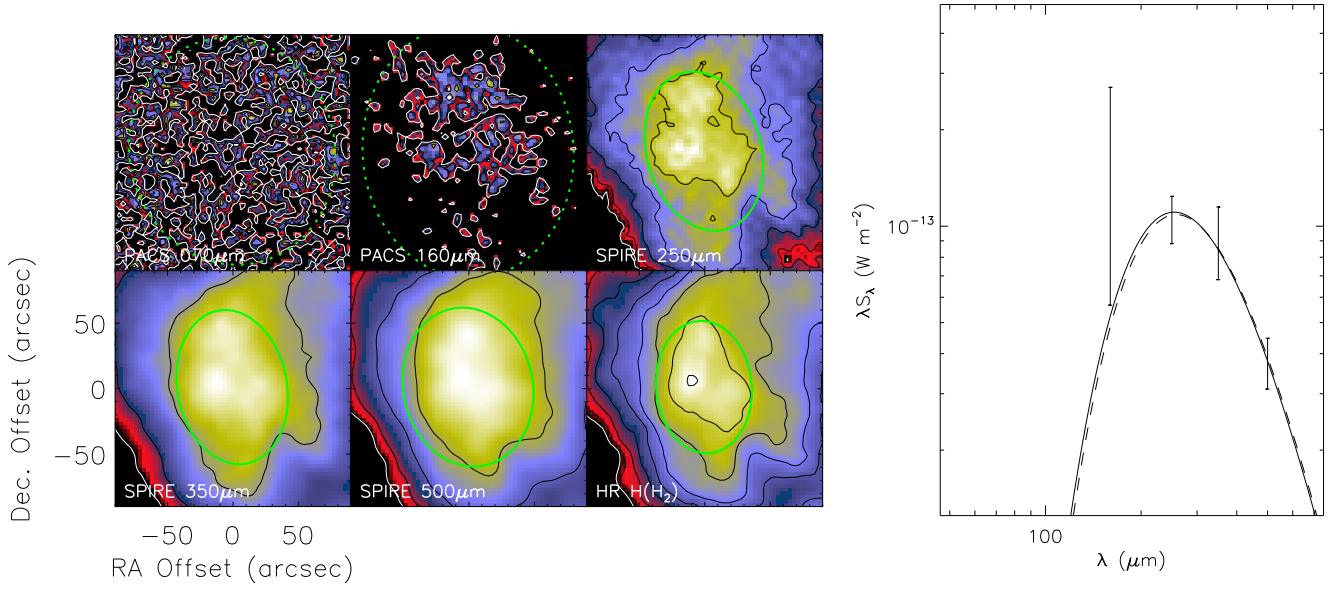 PACS 070μm
PACS 160μm
SPIRE 250μm
SPIRE 350μm
SPIRE 500μm
HR H(H₂)
Dec. Offset (arcsec)
50
0
−50
−50 0 50
RA Offset (arcsec)
λSλ (W m⁻²)
10⁻¹³
100
λ (μm)